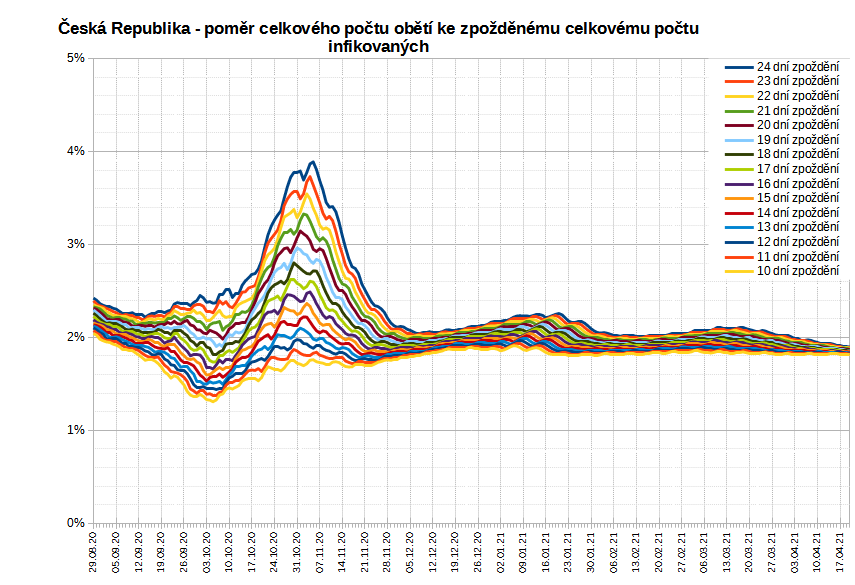 Česká Republika - poměr celkového počtu obětí ke zpožděnému celkovému počtu
infikovaných
5%
4%
3%
2%
1%
0%
24 dní zpoždění
23 dní zpoždění
22 dní zpoždění
21 dní zpoždění
20 dní zpoždění
19 dní zpoždění
18 dní zpoždění
17 dní zpoždění
16 dní zpoždění
15 dní zpoždění
14 dní zpoždění
13 dní zpoždění
12 dní zpoždění
11 dní zpoždění
10 dní zpoždění
29.08.20
05.09.20
12.09.20
19.09.20
26.09.20
03.10.20
10.10.20
17.10.20
24.10.20
31.10.20
07.11.20
14.11.20
21.11.20
28.11.20
05.12.20
12.12.20
19.12.20
26.12.20
02.01.21
09.01.21
16.01.21
23.01.21
30.01.21
06.02.21
13.02.21
20.02.21
27.02.21
06.03.21
13.03.21
20.03.21
27.03.21
03.04.21
10.04.21
17.04.21